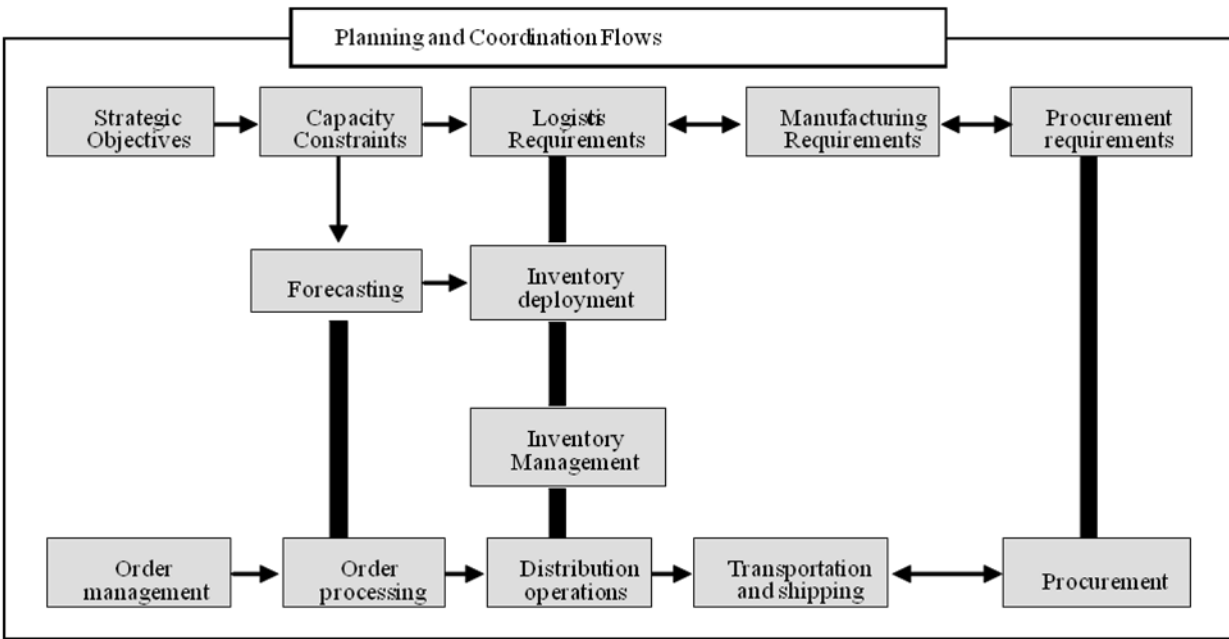 Planning and Coordination Flows
Strategic
Objectives
Capacity
Constraints
Logistis
Requirements
Manufacturing
Requirements
Procurement
requirements
Forecasting
Inventory
deployment
Inventory
Management
Order
management
Order
processing
Distribution
operations
Transportation
and shipping
Procurement